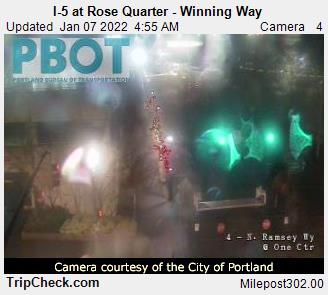 I-5 at Rose Quarter - Winning Way
Updated Jan 07 2022 4:55 AM Camera 4
PBOT
PORTLAND BUREAU OF TRANSPORTATION
4 - N. Ramsey Wy
@ One Ctr
Camera courtesy of the City of Portland
TripCheck.com Milepost302.00